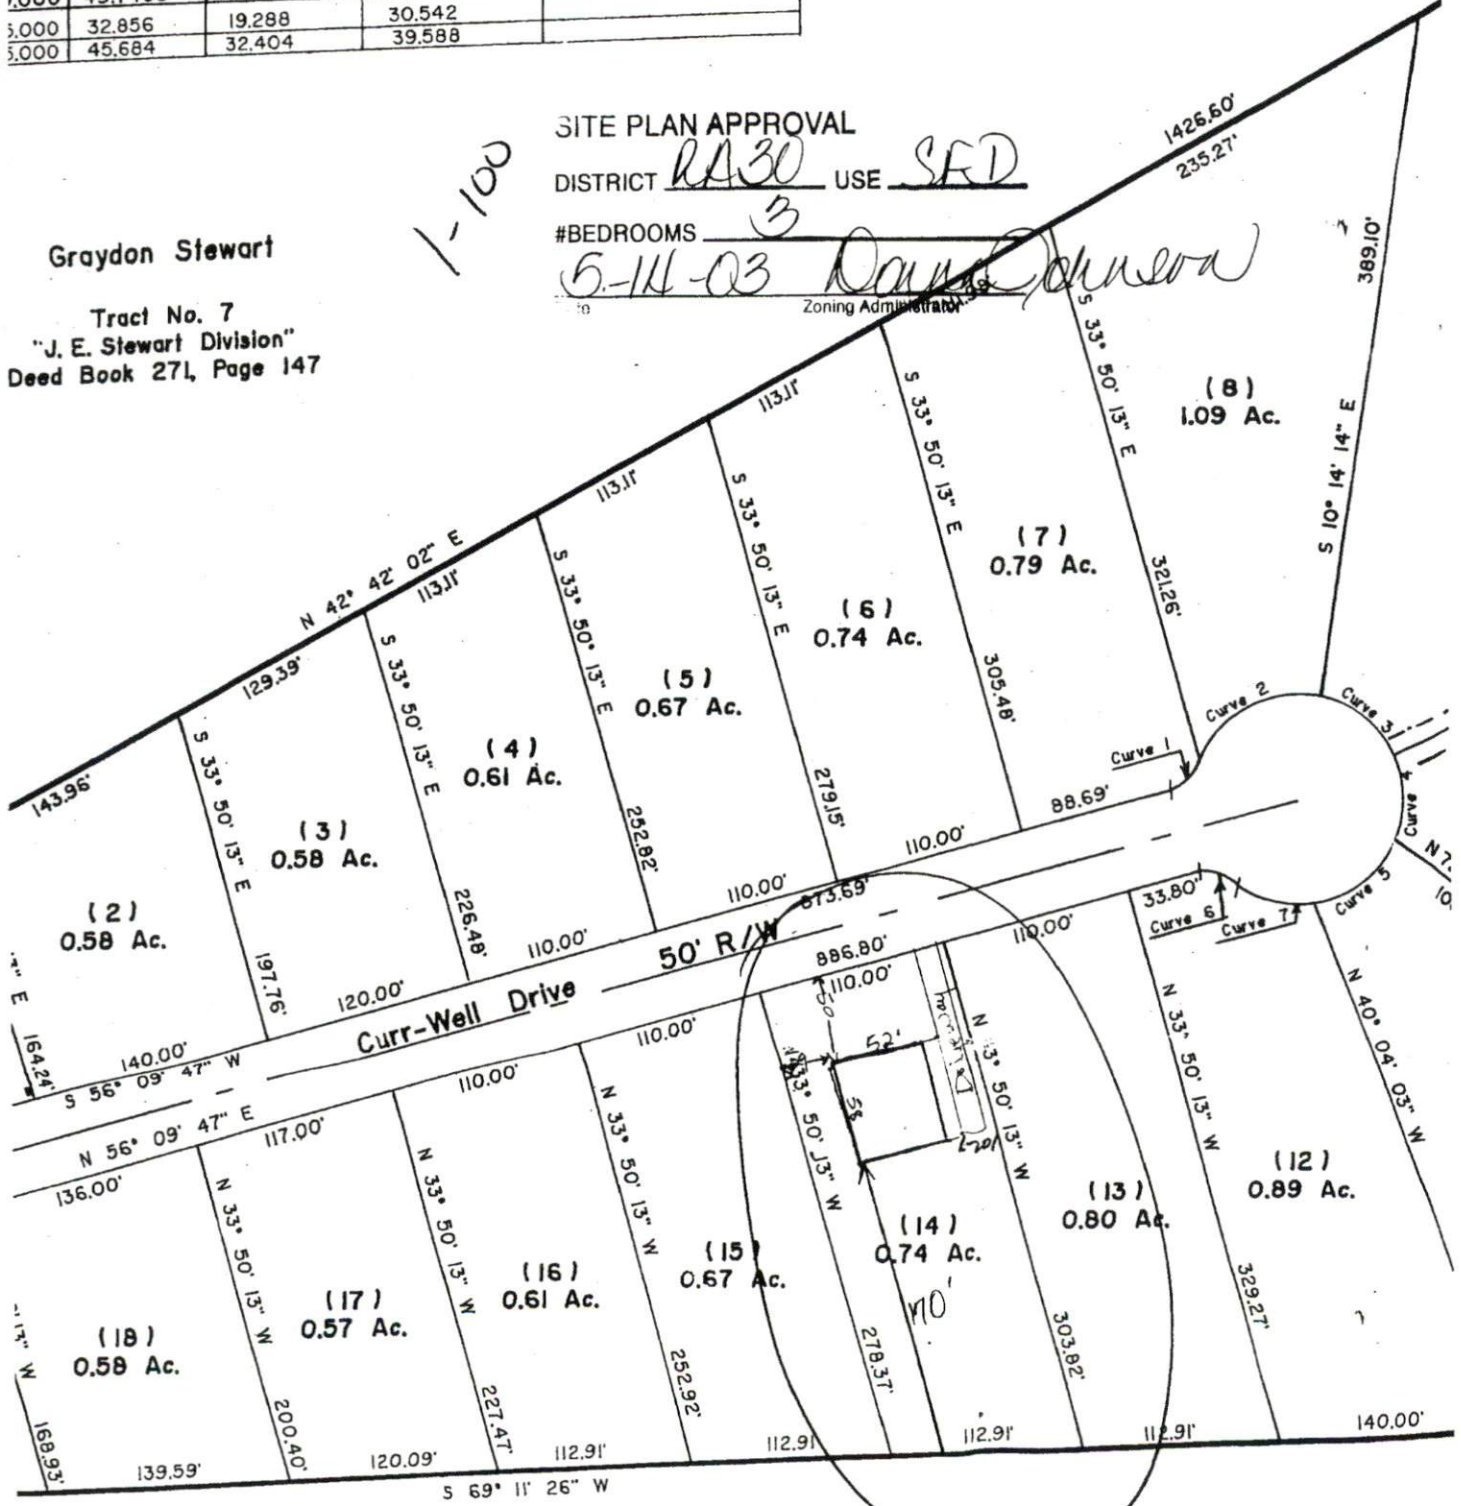 5.000 32.856 19.288 30.542
5.000 45.684 32.404 39.588
SITE PLAN APPROVAL
DISTRICT RA30 USE SFD
#BEDROOMS 3
5-14-03
Zoning Administrator
1-100
Graydon Stewart
Tract No. 7
"J. E. Stewart Division"
Deed Book 271, Page 147
1426.60'
235.27'
389.10'
S 10° 14' 14" E
113.11'
113.11'
N 42° 42' 02" E
113.11'
129.39'
143.96'
S 33° 50' 13" E
S 33° 50' 13" E
S 33° 50' 13" E
S 33° 50' 13" E
S 33° 50' 13" E
S 33° 50' 13" E
(8)
1.09 Ac.
(7)
0.79 Ac.
(6)
0.74 Ac.
(5)
0.67 Ac.
(4)
0.61 Ac.
(3)
0.58 Ac.
(2)
0.58 Ac.
321.26'
305.48'
279.15'
252.82'
226.48'
197.76'
164.24'
Curve 1
Curve 2
Curve 3
Curve 4
Curve 5
Curve 6
Curve 7
88.69'
110.00'
110.00'
110.00'
120.00'
140.00'
873.69'
S 56° 09' 47" W
Curr-Well Drive 50' R/W
886.80'
N 56° 09' 47" E
136.00'
117.00'
110.00'
110.00'
110.00'
110.00'
33.80'
50
52'
58
N 33° 50' 13" W
N 33° 50' 13" W
N 33° 50' 13" W
33° 50' 13" W
N 33° 50' 13" W
N 33° 50' 13" W
N 40° 04' 03" W
(12)
0.89 Ac.
(13)
0.80 Ac.
(14)
0.74 Ac.
170'
(15)
0.67 Ac.
(16)
0.61 Ac.
(17)
0.57 Ac.
(18)
0.58 Ac.
168.93'
200.40'
227.47'
252.92'
278.37'
303.82'
329.27'
139.59'
120.09'
112.91'
112.91'
112.91'
112.91'
140.00'
S 69° 11' 26" W